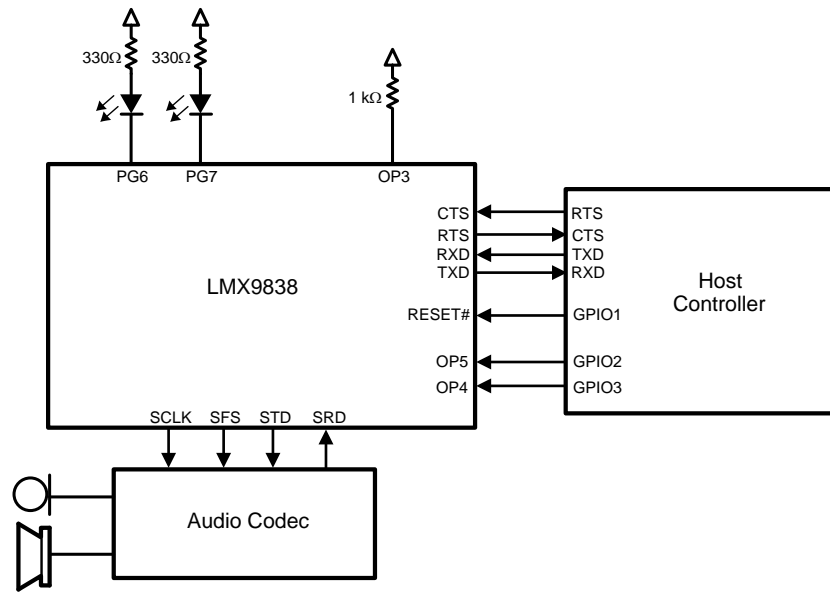 330Ω 330Ω
1 kΩ
PG6 PG7 OP3
CTS RTS
RTS CTS
RXD TXD
TXD RXD
LMX9838
Host
Controller
RESET# GPIO1
OP5 GPIO2
OP4 GPIO3
SCLK SFS STD SRD
Audio Codec